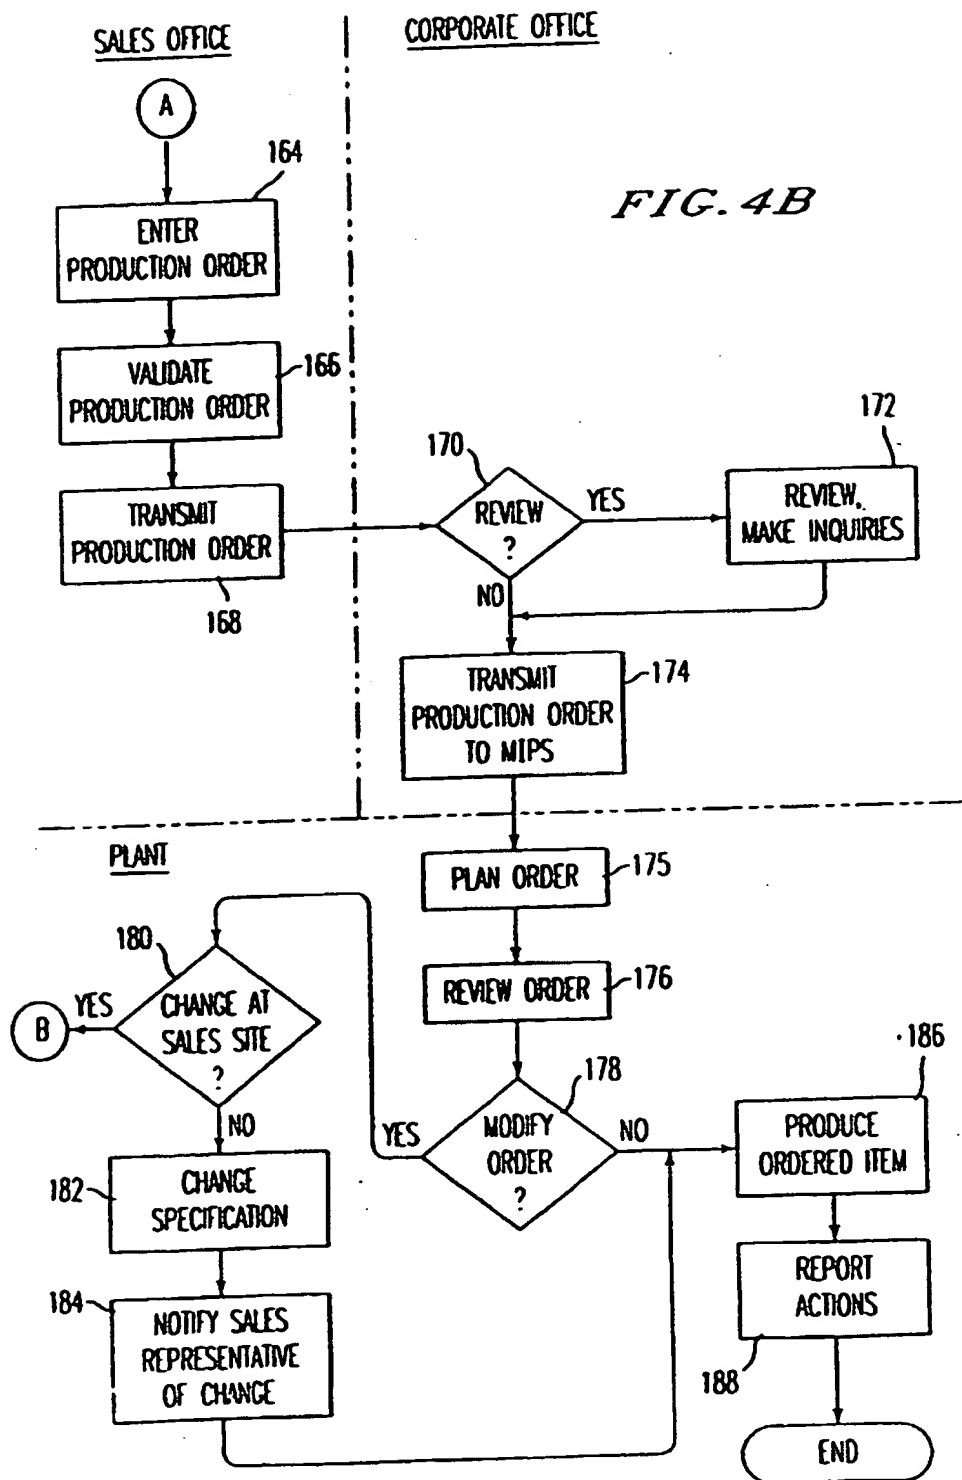 SALES OFFICE
CORPORATE OFFICE
A
164
FIG. 4B
ENTER
PRODUCTION ORDER
VALIDATE
PRODUCTION ORDER
166
TRANSMIT
PRODUCTION ORDER
168
170
REVIEW
?
YES
NO
172
REVIEW,
MAKE INQUIRIES
TRANSMIT
PRODUCTION ORDER
TO MIPS
174
PLANT
PLAN ORDER
175
REVIEW ORDER
176
178
MODIFY
ORDER
?
YES
NO
180
CHANGE AT
SALES SITE
?
YES
B
NO
182
CHANGE
SPECIFICATION
184
NOTIFY SALES
REPRESENTATIVE
OF CHANGE
186
PRODUCE
ORDERED ITEM
REPORT
ACTIONS
188
END